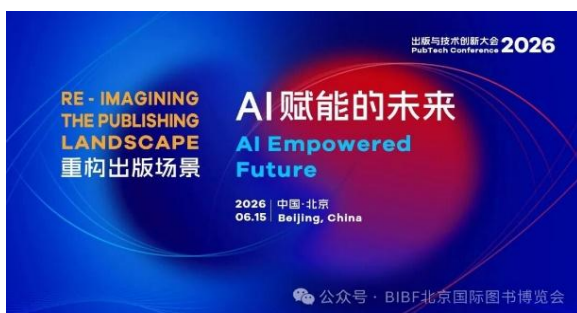 出版与技术创新大会 2026
PubTech Conference
RE - IMAGINING
THE PUBLISHING
LANDSCAPE
重构出版场景
AI赋能的未来
AI Empowered
Future
2026 | 中国·北京
06.15 | Beijing, China
公众号 · BIBF北京国际图书博览会